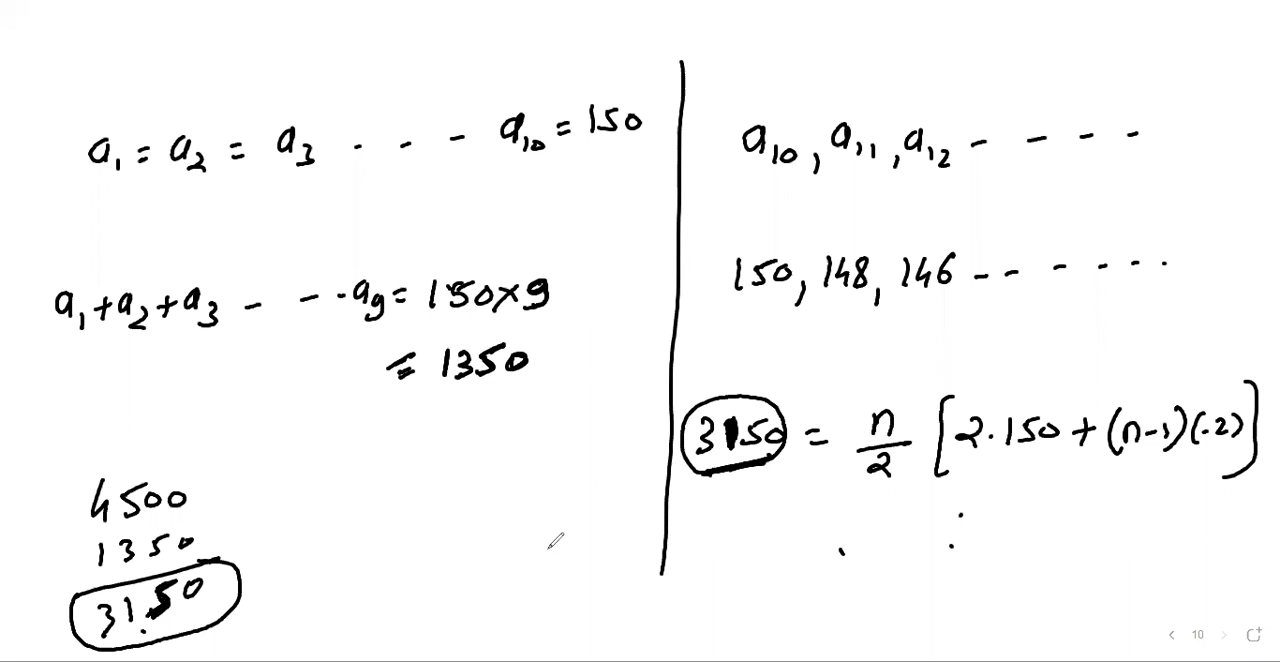 a₁ = a₂ = a₃ . . - - a₁₀ = 150
a₁ + a₂ + a₃ - - - . a₉ = 150 × 9
= 1350
4500
1350
3150
a₁₀, a₁₁, a₁₂ - - - -
150, 148, 146 - - - - - .
3150 = n/2 [2·150 + (n-1)(-2)]
< 10 >